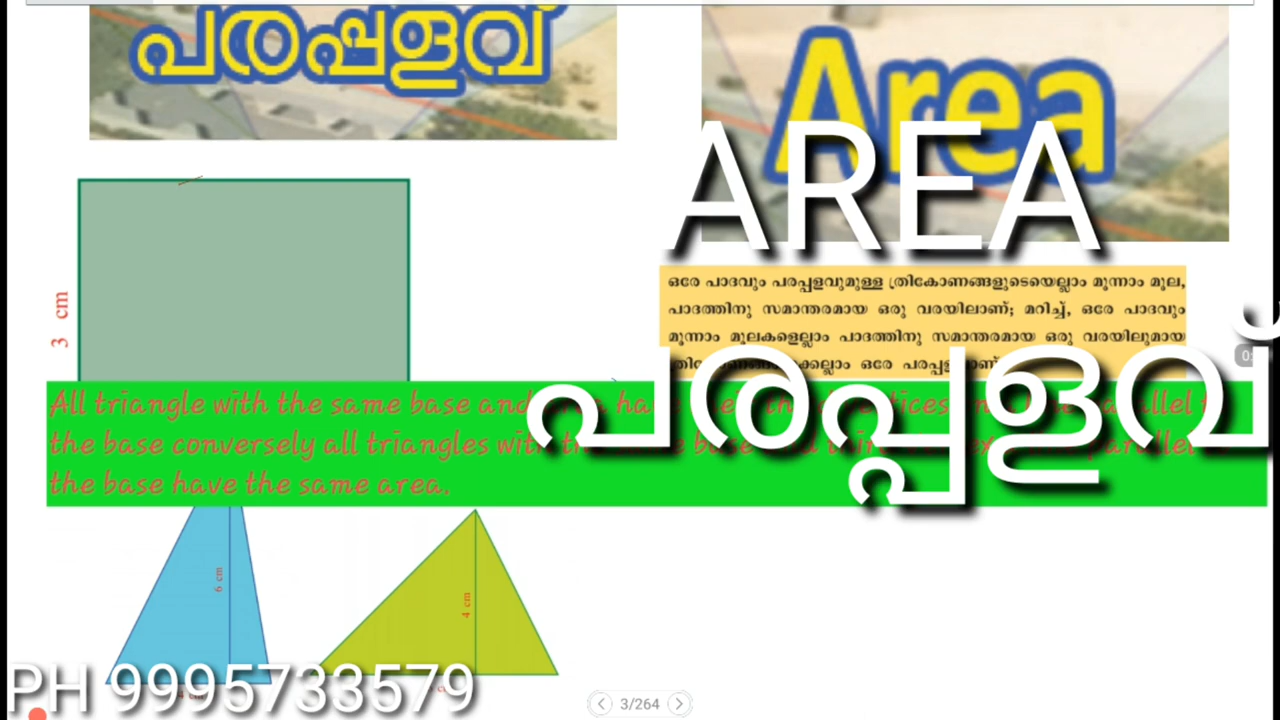 പരപ്പളവ്
Area
AREA
3 cm
ഒരേ പാദവും പരപ്പളവുമുള്ള ത്രികോണങ്ങളുടെയെല്ലാം മൂന്നാം മൂല,
പാദത്തിനു സമാന്തരമായ ഒരു വരയിലാണ്; മറിച്ച്, ഒരേ പാദവും
മൂന്നാം മൂലകളെല്ലാം പാദത്തിനു സമാന്തരമായ ഒരു വരയിലുമായ
ഒരേ
പരപ്പളവ്
All triangle with the same base and
the base conversely all triangles with
the base have the same area.
6 cm
4 cm
PH 9995733579
3/264